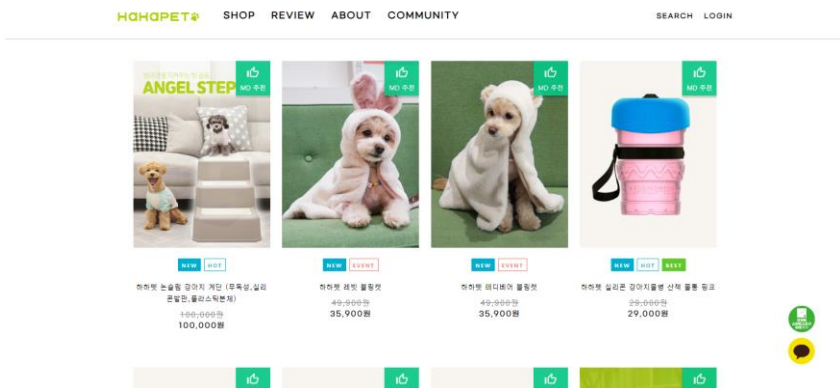 HAHAPET
SHOP REVIEW ABOUT COMMUNITY
SEARCH LOGIN
ANGEL STEP
MD 추천
MD 추천
MD 추천
MD 추천
NEW HOT
NEW EVENT
NEW EVENT
NEW HOT BEST
하하펫 논슬립 강아지 계단 (무독성,실리
콘발판,플라스틱본체)
100,000원
100,000원
하하펫 래빗 블랑켓
49,900원
35,900원
하하펫 테디베어 블랑켓
49,900원
35,900원
하하펫 실리콘 강아지물병 산책 물통 핑크
29,000원
29,000원